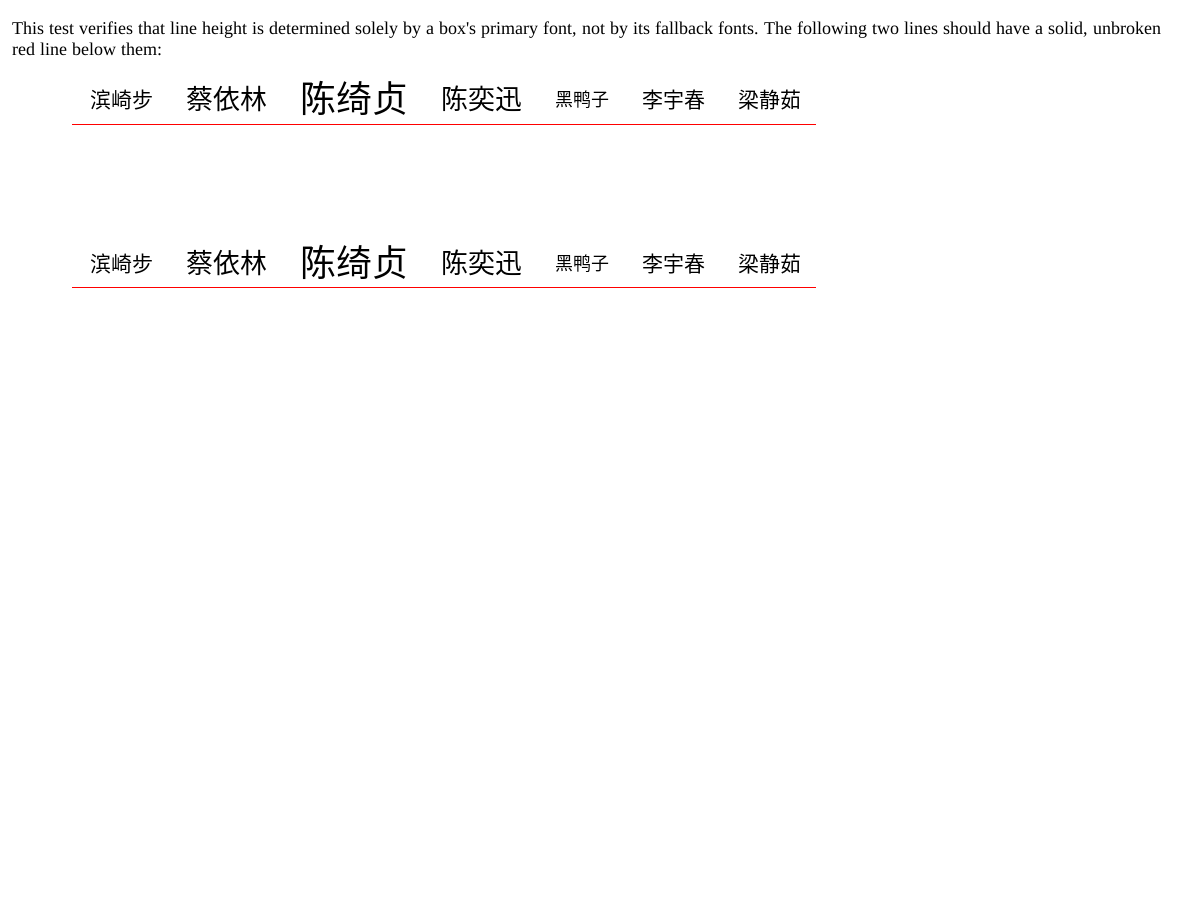 This test verifies that line height is determined solely by a box's primary font, not by its fallback fonts. The following two lines should have a solid, unbroken
red line below them:
滨崎步 蔡依林 陈绮贞 陈奕迅 黑鸭子 李宇春 梁静茹
滨崎步 蔡依林 陈绮贞 陈奕迅 黑鸭子 李宇春 梁静茹